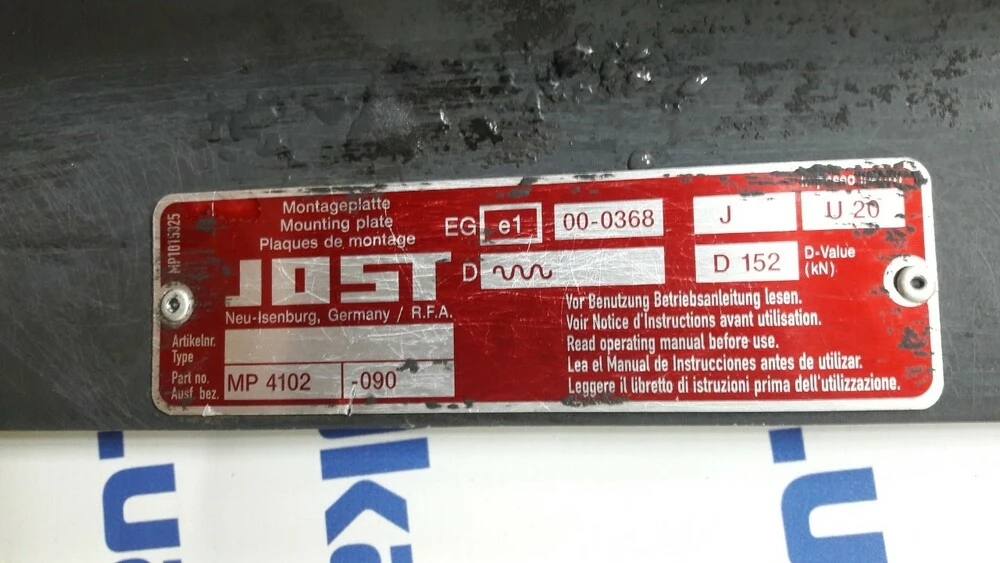 MP1015325
Montageplatte
Mounting plate
Plaques de montage
JOST
Neu-Isenburg, Germany / R.F.A.
EG e1 00-0368 J U 20
D D 152 D-Value (kN)
Artikelnr.
Type
Part no. MP 4102 -090
Ausf bez.
Vor Benutzung Betriebsanleitung lesen.
Voir Notice d'Instructions avant utilisation.
Read operating manual before use.
Lea el Manual de Instrucciones antes de utilizar.
Leggere il libretto di istruzioni prima dell'utilizzazione.